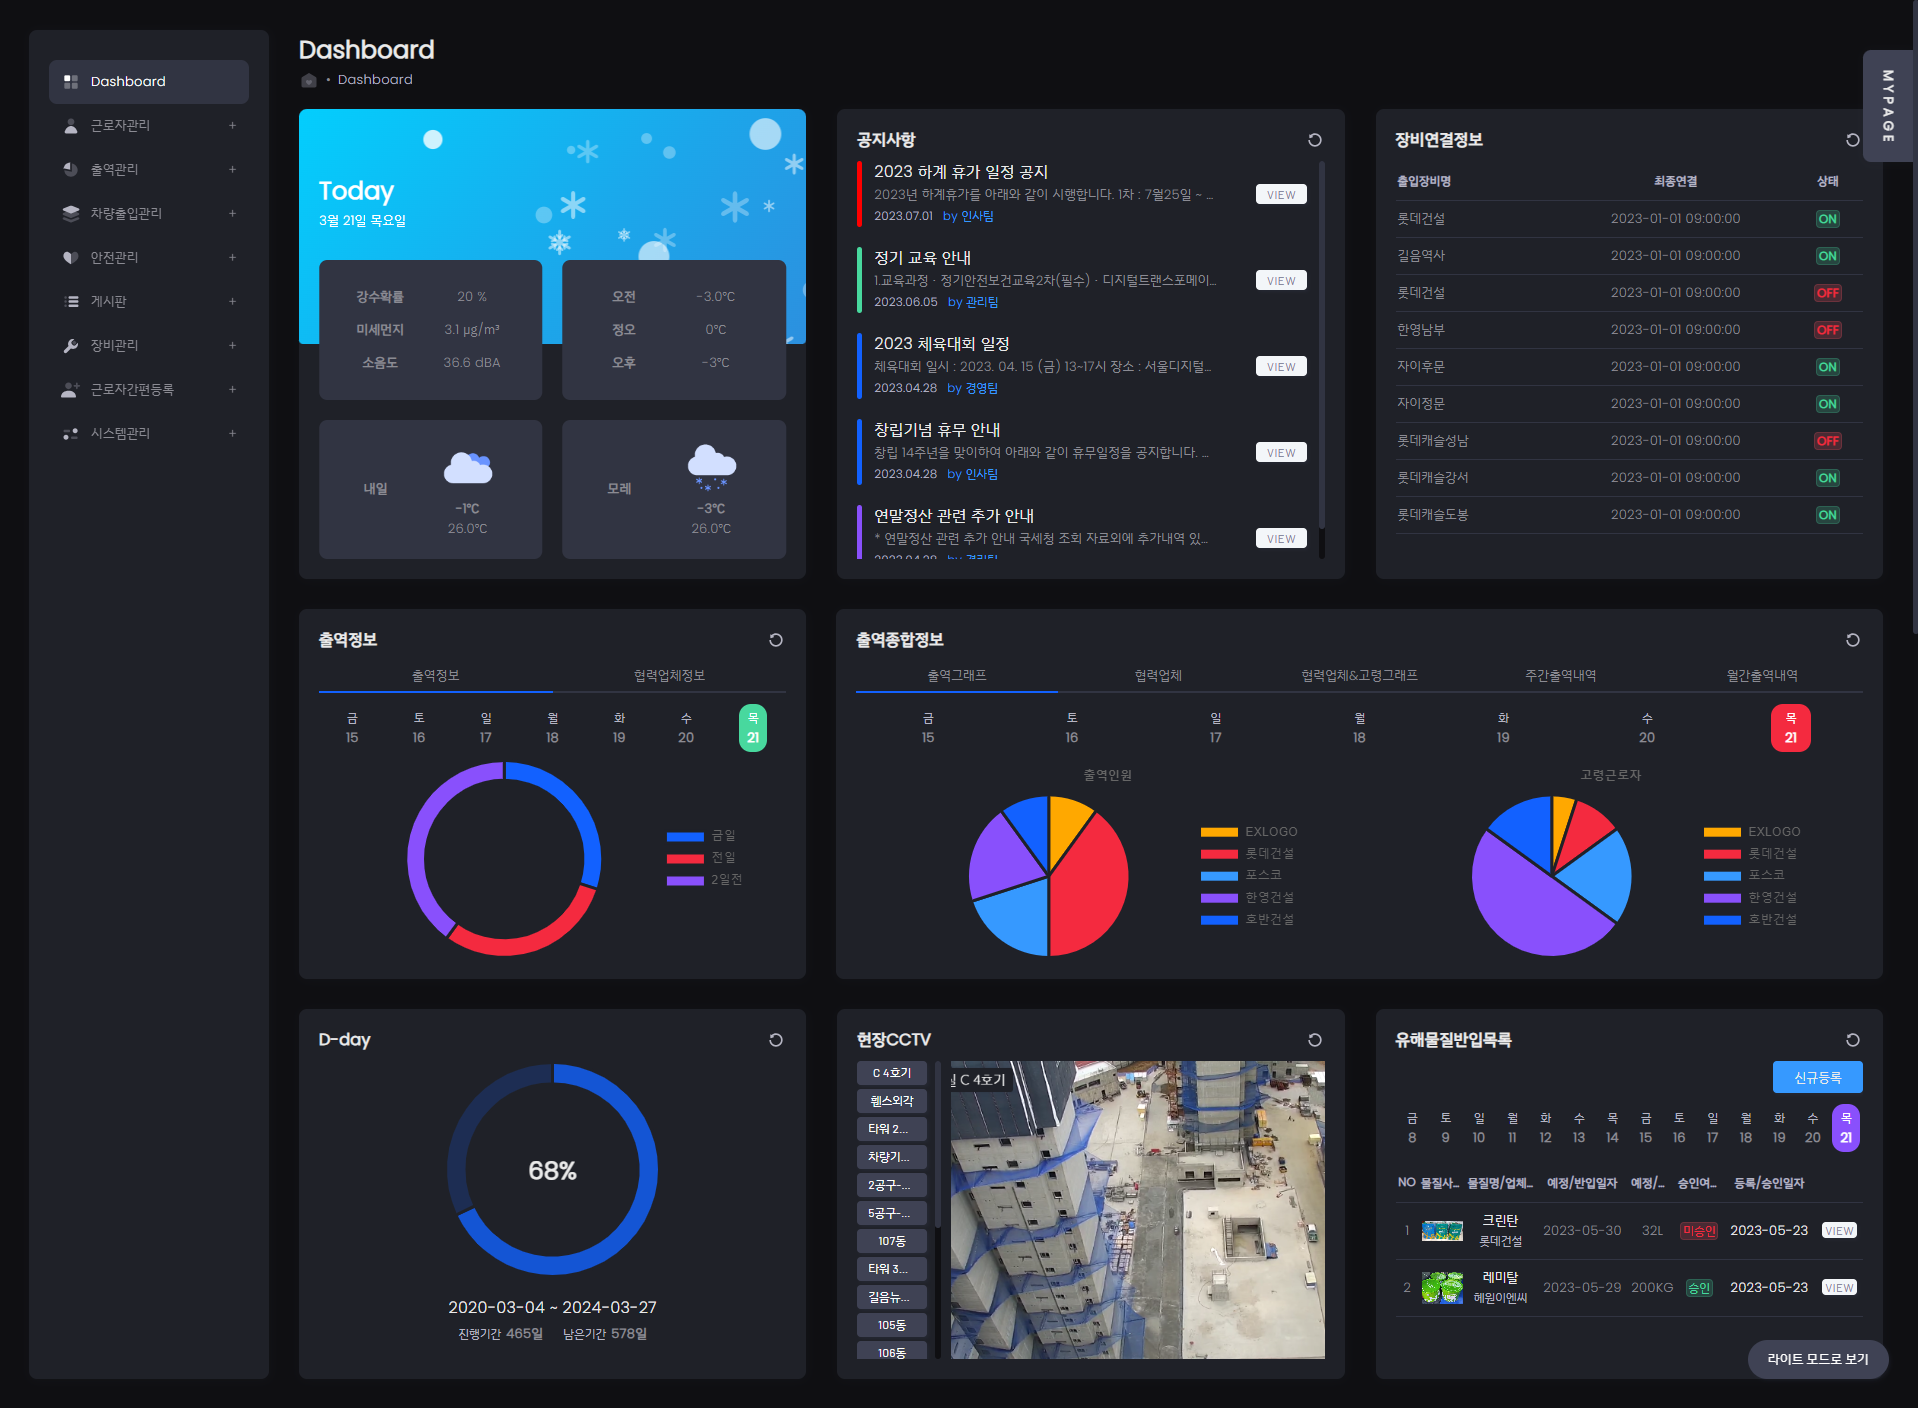 Dashboard
근로자관리 +
출역관리 +
차량출입관리 +
안전관리 +
게시판 +
장비관리 +
근로자간편등록 +
시스템관리 +
Dashboard
• Dashboard
MYPAGE
Today
3월 21일 목요일
강수확률 20 %
미세먼지 3.1 µg/m³
소음도 36.6 dBA
오전 -3.0℃
정오 0℃
오후 -3℃
내일
-1℃
26.0℃
모레
-3℃
26.0℃
공지사항
2023 하계 휴가 일정 공지
2023년 하계휴가를 아래와 같이 시행합니다. 1차 : 7월25일 ~ ...
2023.07.01 by 인사팀
VIEW
정기 교육 안내
1.교육과정 · 정기안전보건교육2차(필수) · 디지털트랜스포메이...
2023.06.05 by 관리팀
VIEW
2023 체육대회 일정
체육대회 일시 : 2023. 04. 15 (금) 13~17시 장소 : 서울디지털...
2023.04.28 by 경영팀
VIEW
창립기념 휴무 안내
창립 14주년을 맞이하여 아래와 같이 휴무일정을 공지합니다. ...
2023.04.28 by 인사팀
VIEW
연말정산 관련 추가 안내
* 연말정산 관련 추가 안내 국세청 조회 자료외에 추가내역 있...
2023.04.28 by 경리팀
VIEW
장비연결정보
출입장비명 최종연결 상태
롯데건설 2023-01-01 09:00:00 ON
길음역사 2023-01-01 09:00:00 ON
롯데건설 2023-01-01 09:00:00 OFF
한영남부 2023-01-01 09:00:00 OFF
자이후문 2023-01-01 09:00:00 ON
자이정문 2023-01-01 09:00:00 ON
롯데캐슬성남 2023-01-01 09:00:00 OFF
롯데캐슬강서 2023-01-01 09:00:00 ON
롯데캐슬도봉 2023-01-01 09:00:00 ON
출역정보
출역정보 협력업체정보
금 토 일 월 화 수 목
15 16 17 18 19 20 21
금일
전일
2일전
출역종합정보
출역그래프 협력업체 협력업체&고령그래프 주간출역내역 월간출역내역
금 토 일 월 화 수 목
15 16 17 18 19 20 21
출역인원
EXLOGO
롯데건설
포스코
한영건설
호반건설
고령근로자
EXLOGO
롯데건설
포스코
한영건설
호반건설
D-day
68%
2020-03-04 ~ 2024-03-27
진행기간 465일 남은기간 578일
현장CCTV
C 4호기
휀스외각
타워 2...
차량기...
2공구-...
5공구-...
107동
타워 3...
길음뉴...
105동
106동
C 4호기
유해물질반입목록
신규등록
금 토 일 월 화 수 목 금 토 일 월 화 수 목
8 9 10 11 12 13 14 15 16 17 18 19 20 21
NO 물질사... 물질명/업체... 예정/반입일자 예정/... 승인여... 등록/승인일자
1 크린탄 롯데건설 2023-05-30 32L 미승인 2023-05-23 VIEW
2 레미탈 헤원이엔씨 2023-05-29 200KG 승인 2023-05-23 VIEW
라이트 모드로 보기